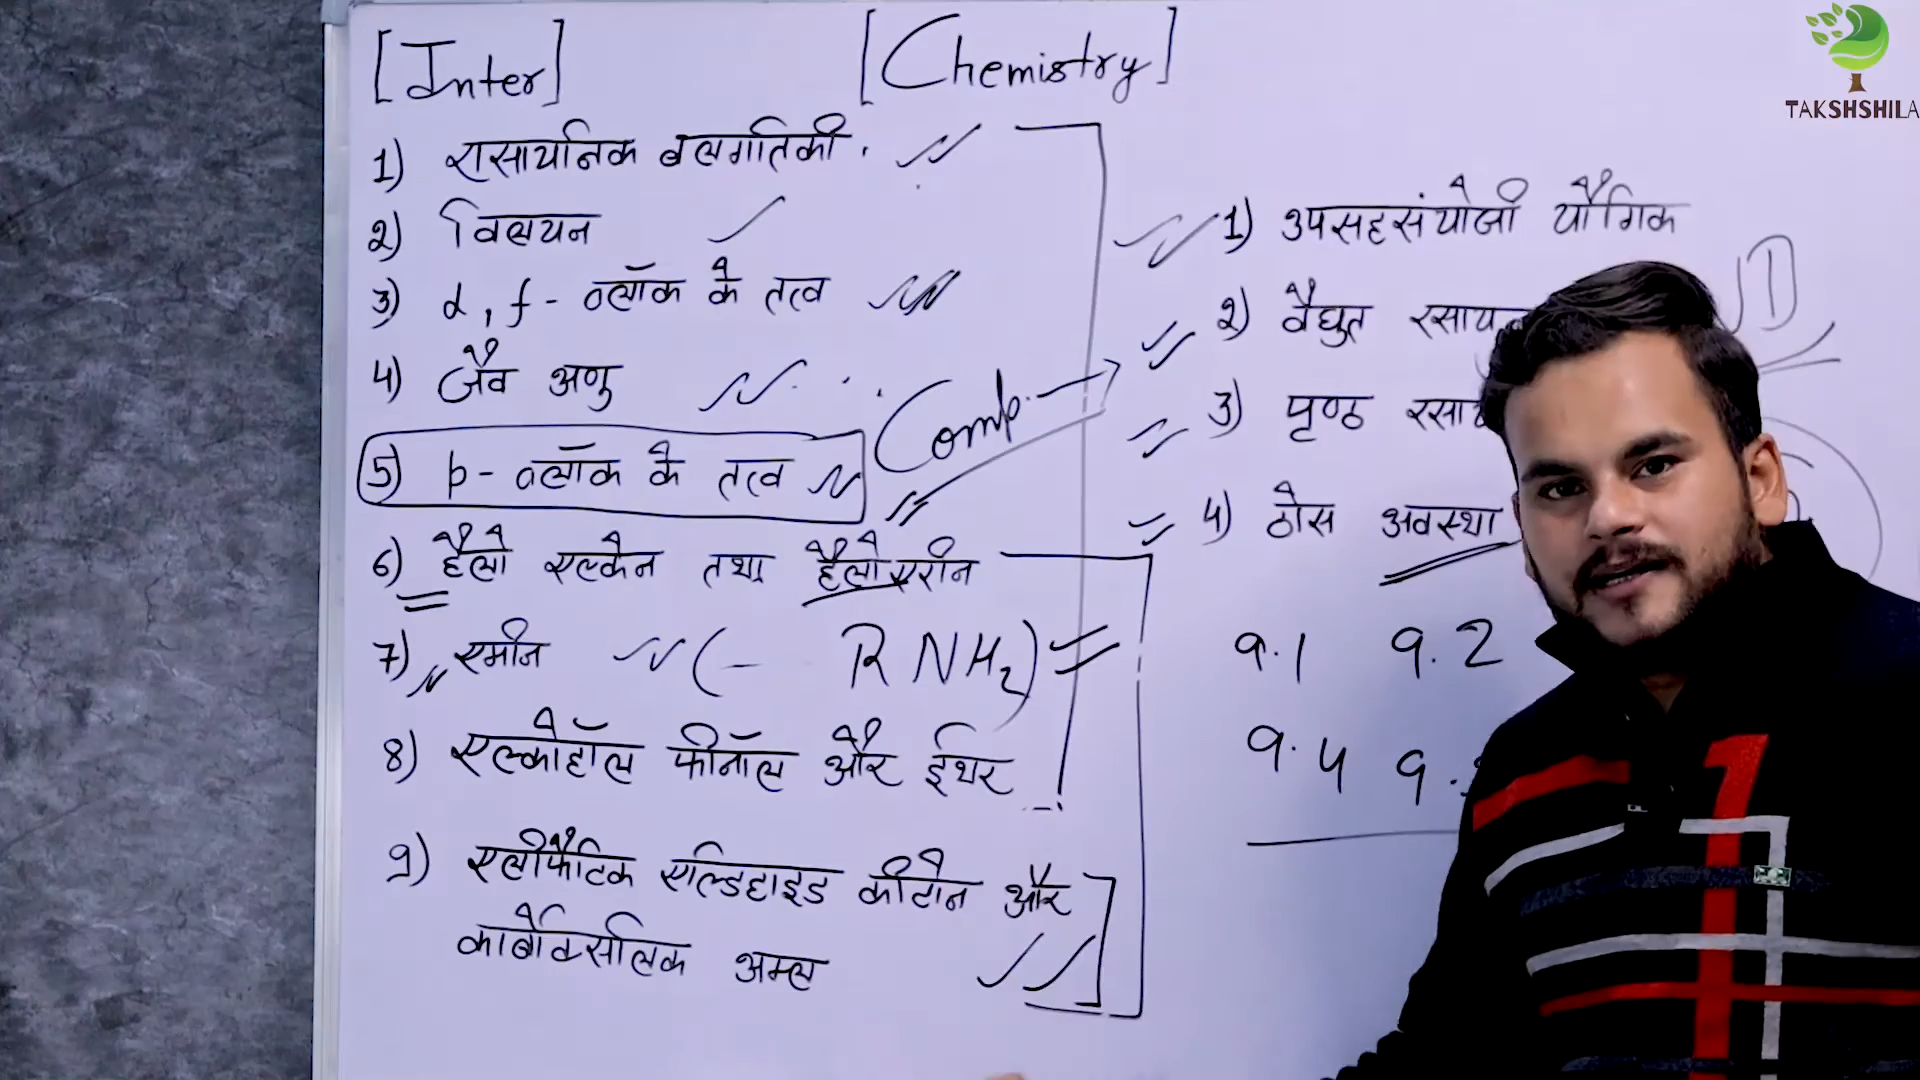 [Inter] [Chemistry]
TAKSHSHILA
1) रासायनिक बलगतिकी.
2) विलयन
3) d, f - ब्लॉक के तत्व
4) जैव अणु
5) p - ब्लॉक के तत्व
Comp.
6) हैलो एल्केन तथा हैलो एरीन
7) एमीन (- R NH2)
8) एल्कोहॉल फीनॉल और ईथर
9) एलीफैटिक एल्डिहाइड कीटोन और
कार्बोक्सलिक अम्ल
1) उपसहसंयोजी यौगिक
2) वैद्युत
3) पृष्ठ
4) ठोस अवस्था
9.1 9.2
9.4